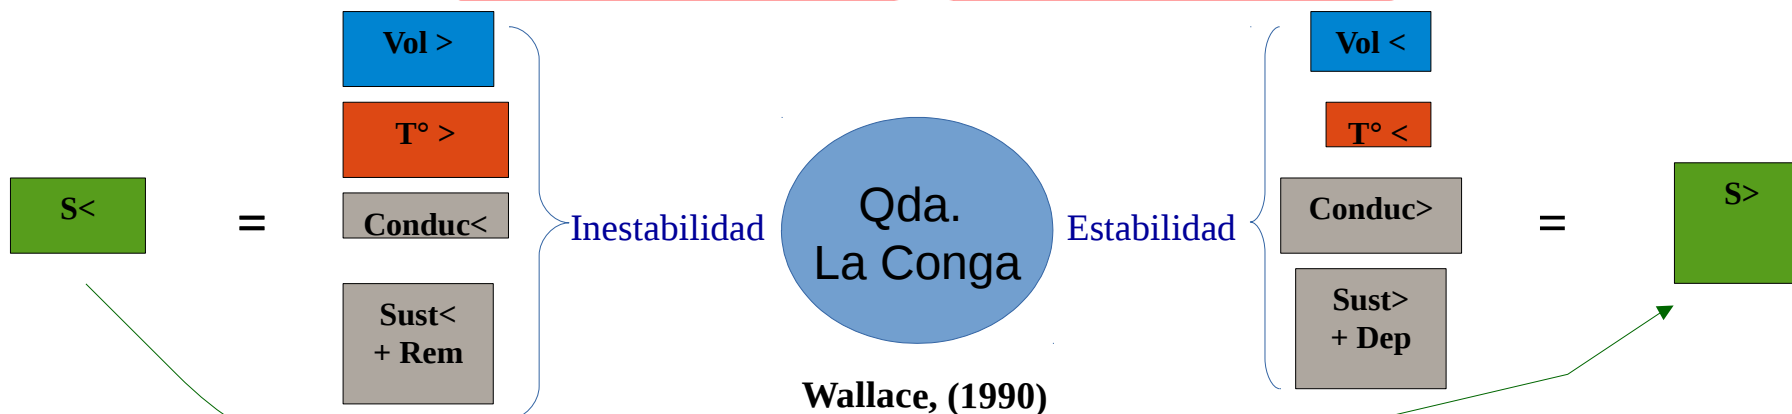 S<
=
Vol >
T° >
Conduc<
Sust<
+ Rem
Inestabilidad
Qda.
La Conga
Wallace, (1990)
Estabilidad
Vol <
T° <
Conduc>
Sust>
+ Dep
=
S>